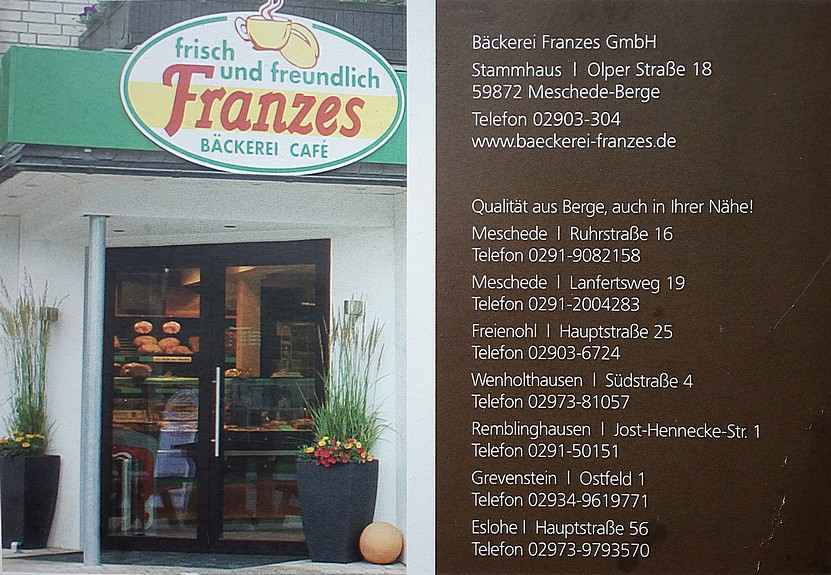 frisch
und freundlich
Franzes
BÄCKEREI CAFÉ
Bäckerei Franzes GmbH
Stammhaus | Olper Straße 18
59872 Meschede-Berge
Telefon 02903-304
www.baeckerei-franzes.de
Qualität aus Berge, auch in Ihrer Nähe!
Meschede | Ruhrstraße 16
Telefon 0291-9082158
Meschede | Lanfertsweg 19
Telefon 0291-2004283
Freienohl | Hauptstraße 25
Telefon 02903-6724
Wenholthausen | Südstraße 4
Telefon 02973-81057
Remblinghausen | Jost-Hennecke-Str. 1
Telefon 0291-50151
Grevenstein | Ostfeld 1
Telefon 02934-9619771
Eslohe | Hauptstraße 56
Telefon 02973-9793570